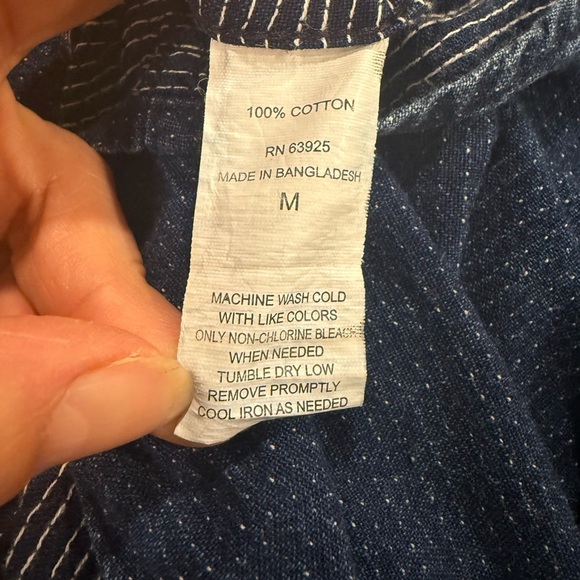 100% COTTON
RN 63925
MADE IN BANGLADESH
M
MACHINE WASH COLD
WITH LIKE COLORS
ONLY NON-CHLORINE BLEACH
WHEN NEEDED
TUMBLE DRY LOW
REMOVE PROMPTLY
COOL IRON AS NEEDED